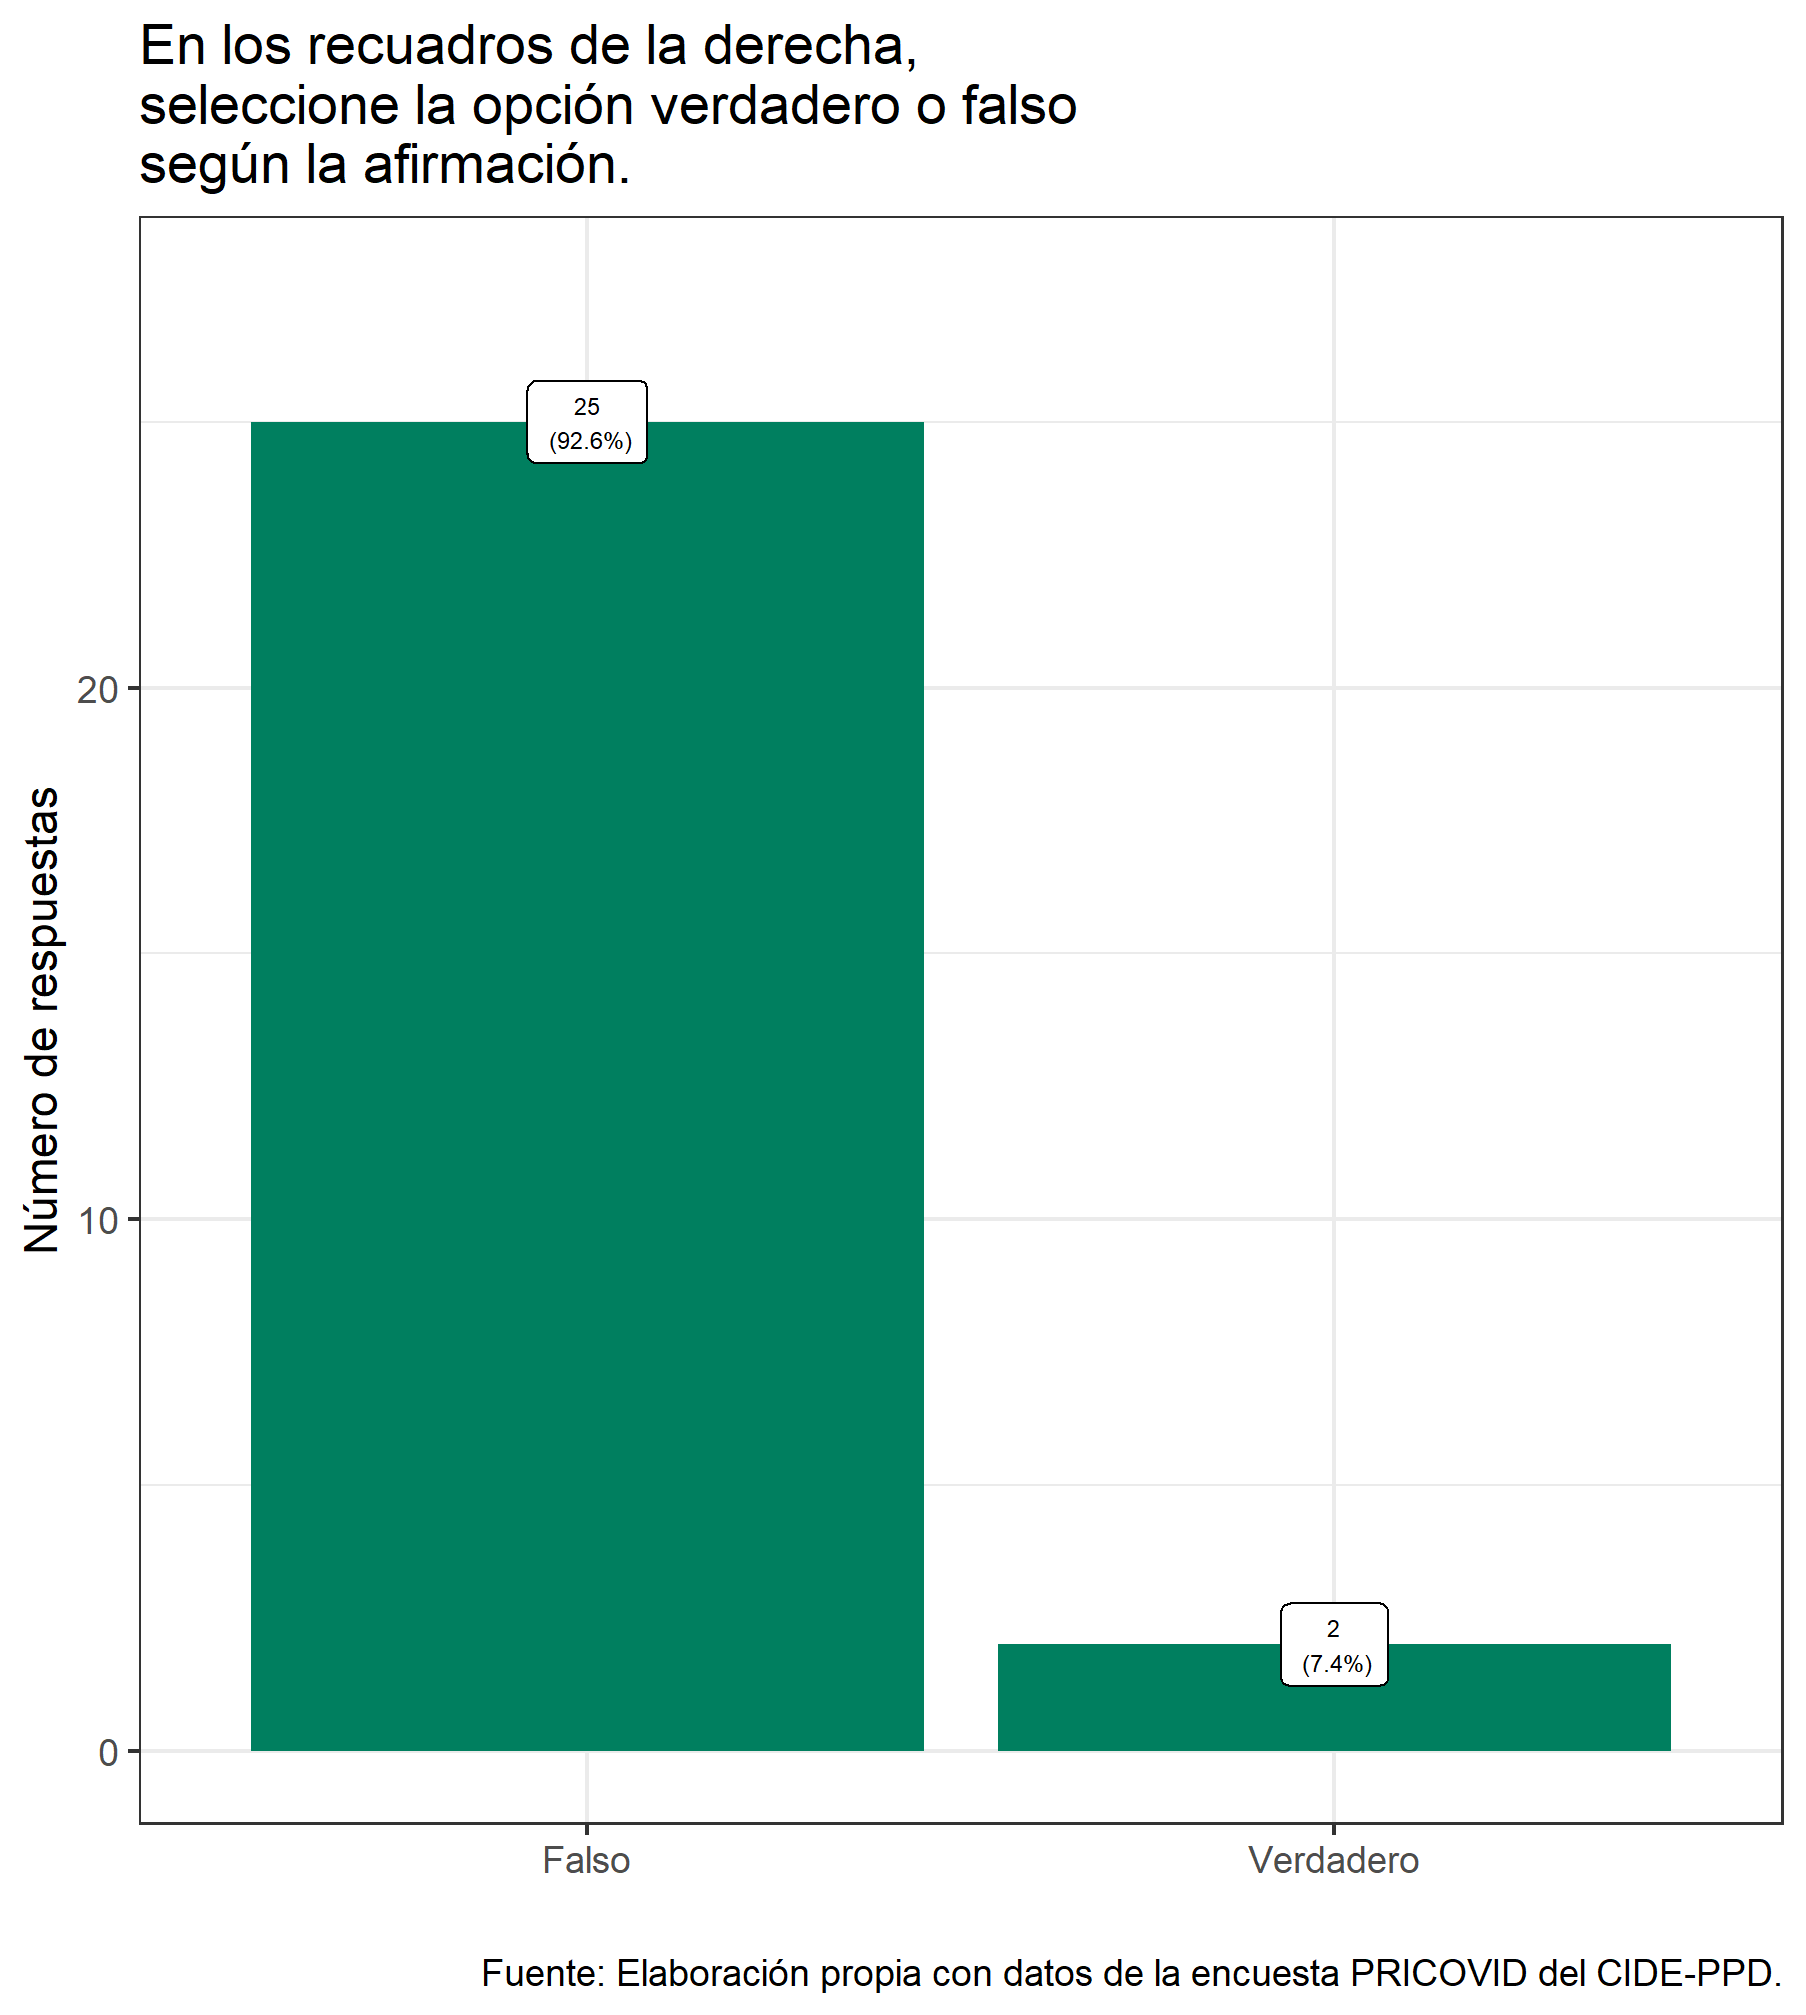 En los recuadros de la derecha,
seleccione la opción verdadero o falso
según la afirmación.
25
(92.6%)
20
Número de respuestas
10
2
(7.4%)
0
Falso
Verdadero
Fuente: Elaboración propia con datos de la encuesta PRICOVID del CIDE-PPD.